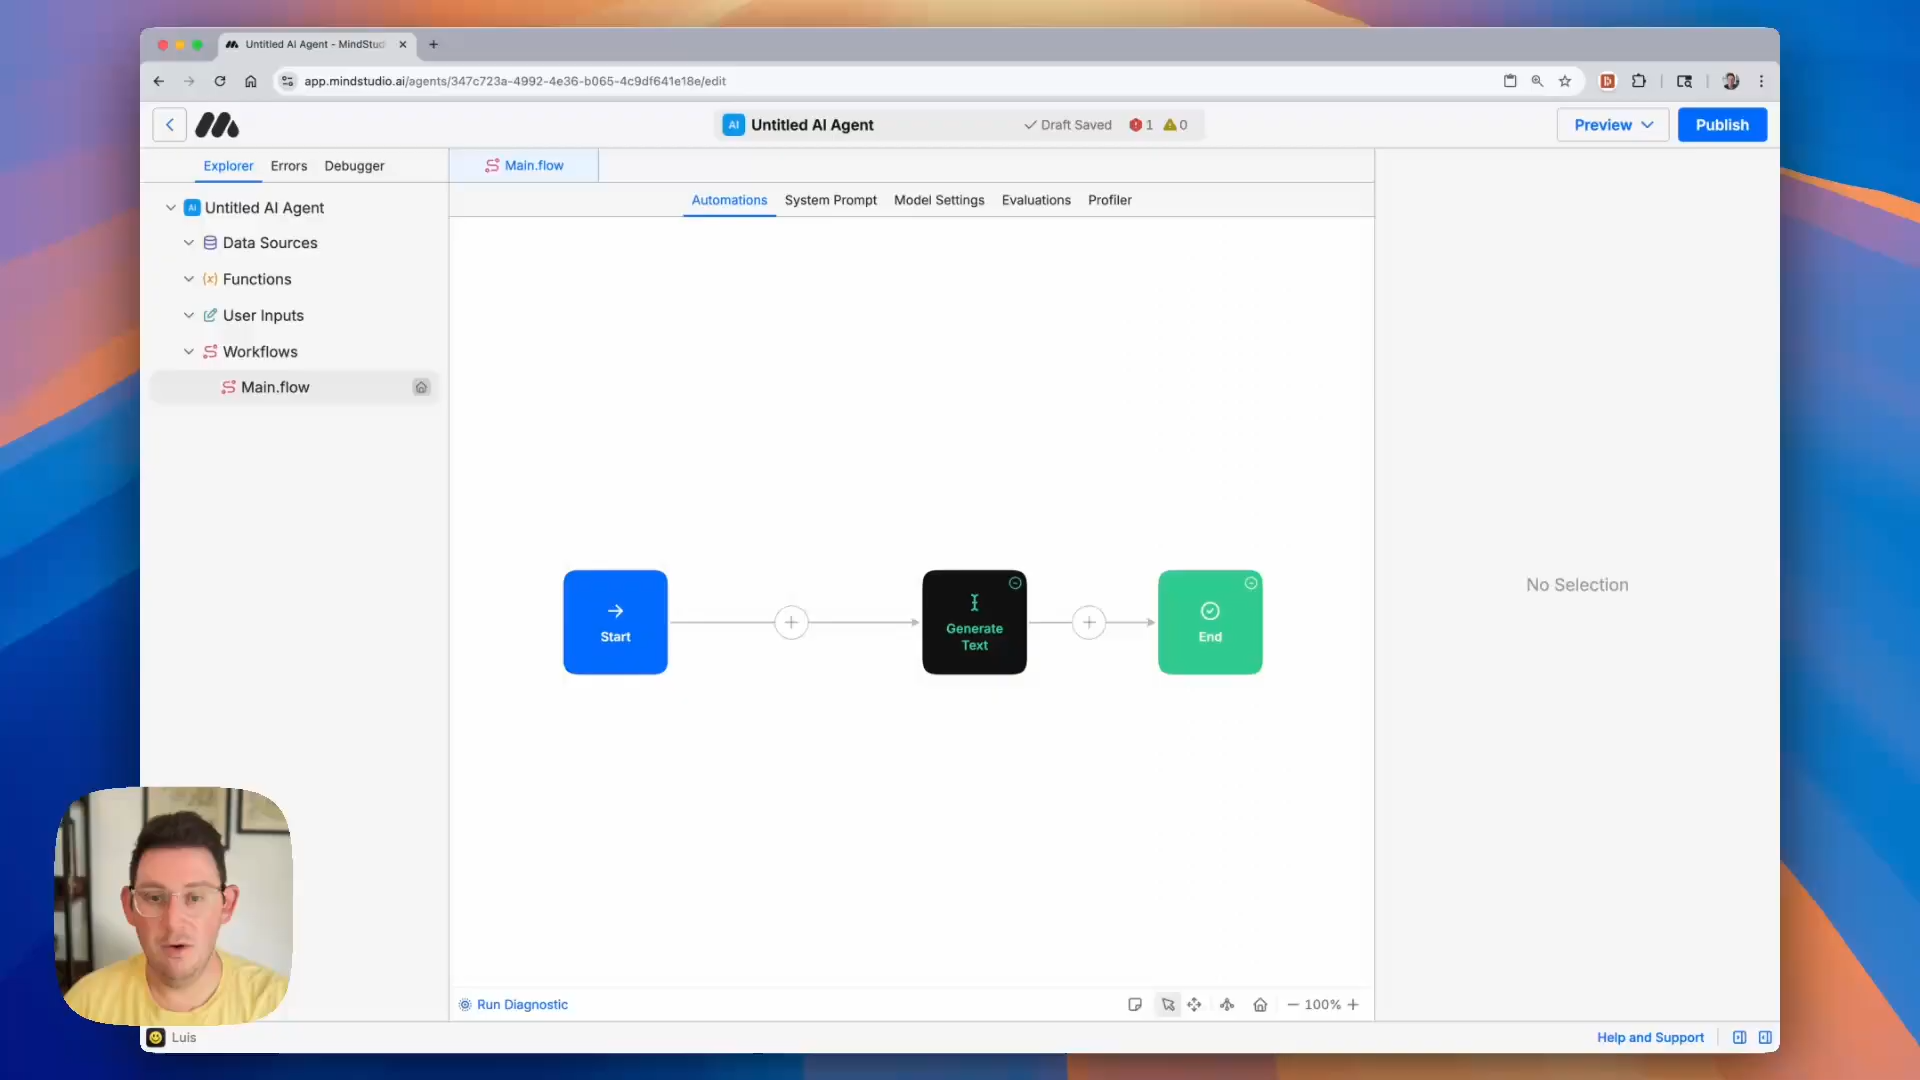 Untitled AI Agent - MindStud
app.mindstudio.ai/agents/347c723a-4992-4e36-b065-4c9df641e18e/edit
AI Untitled AI Agent
Draft Saved
1
0
Preview
Publish
Explorer
Errors
Debugger
Main.flow
AI Untitled AI Agent
Data Sources
Functions
User Inputs
Workflows
Main.flow
Automations
System Prompt
Model Settings
Evaluations
Profiler
Start
Generate
Text
End
No Selection
Run Diagnostic
100%
Luis
Help and Support